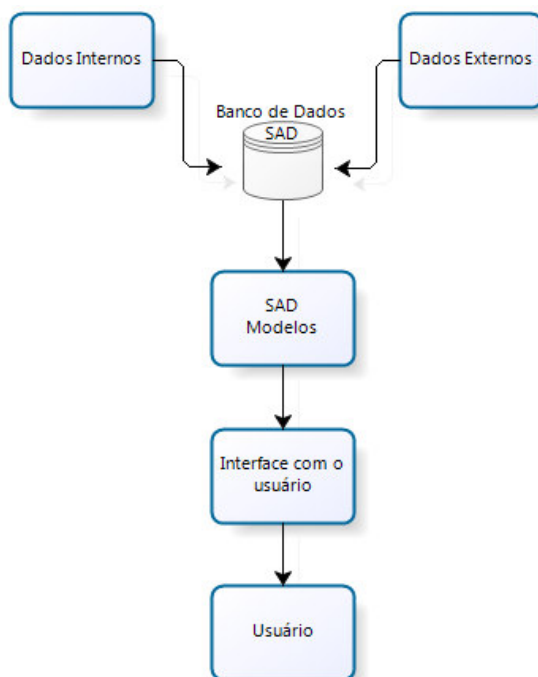 Dados Internos
Dados Externos
Banco de Dados
SAD
SAD
Modelos
Interface com o
usuário
Usuário